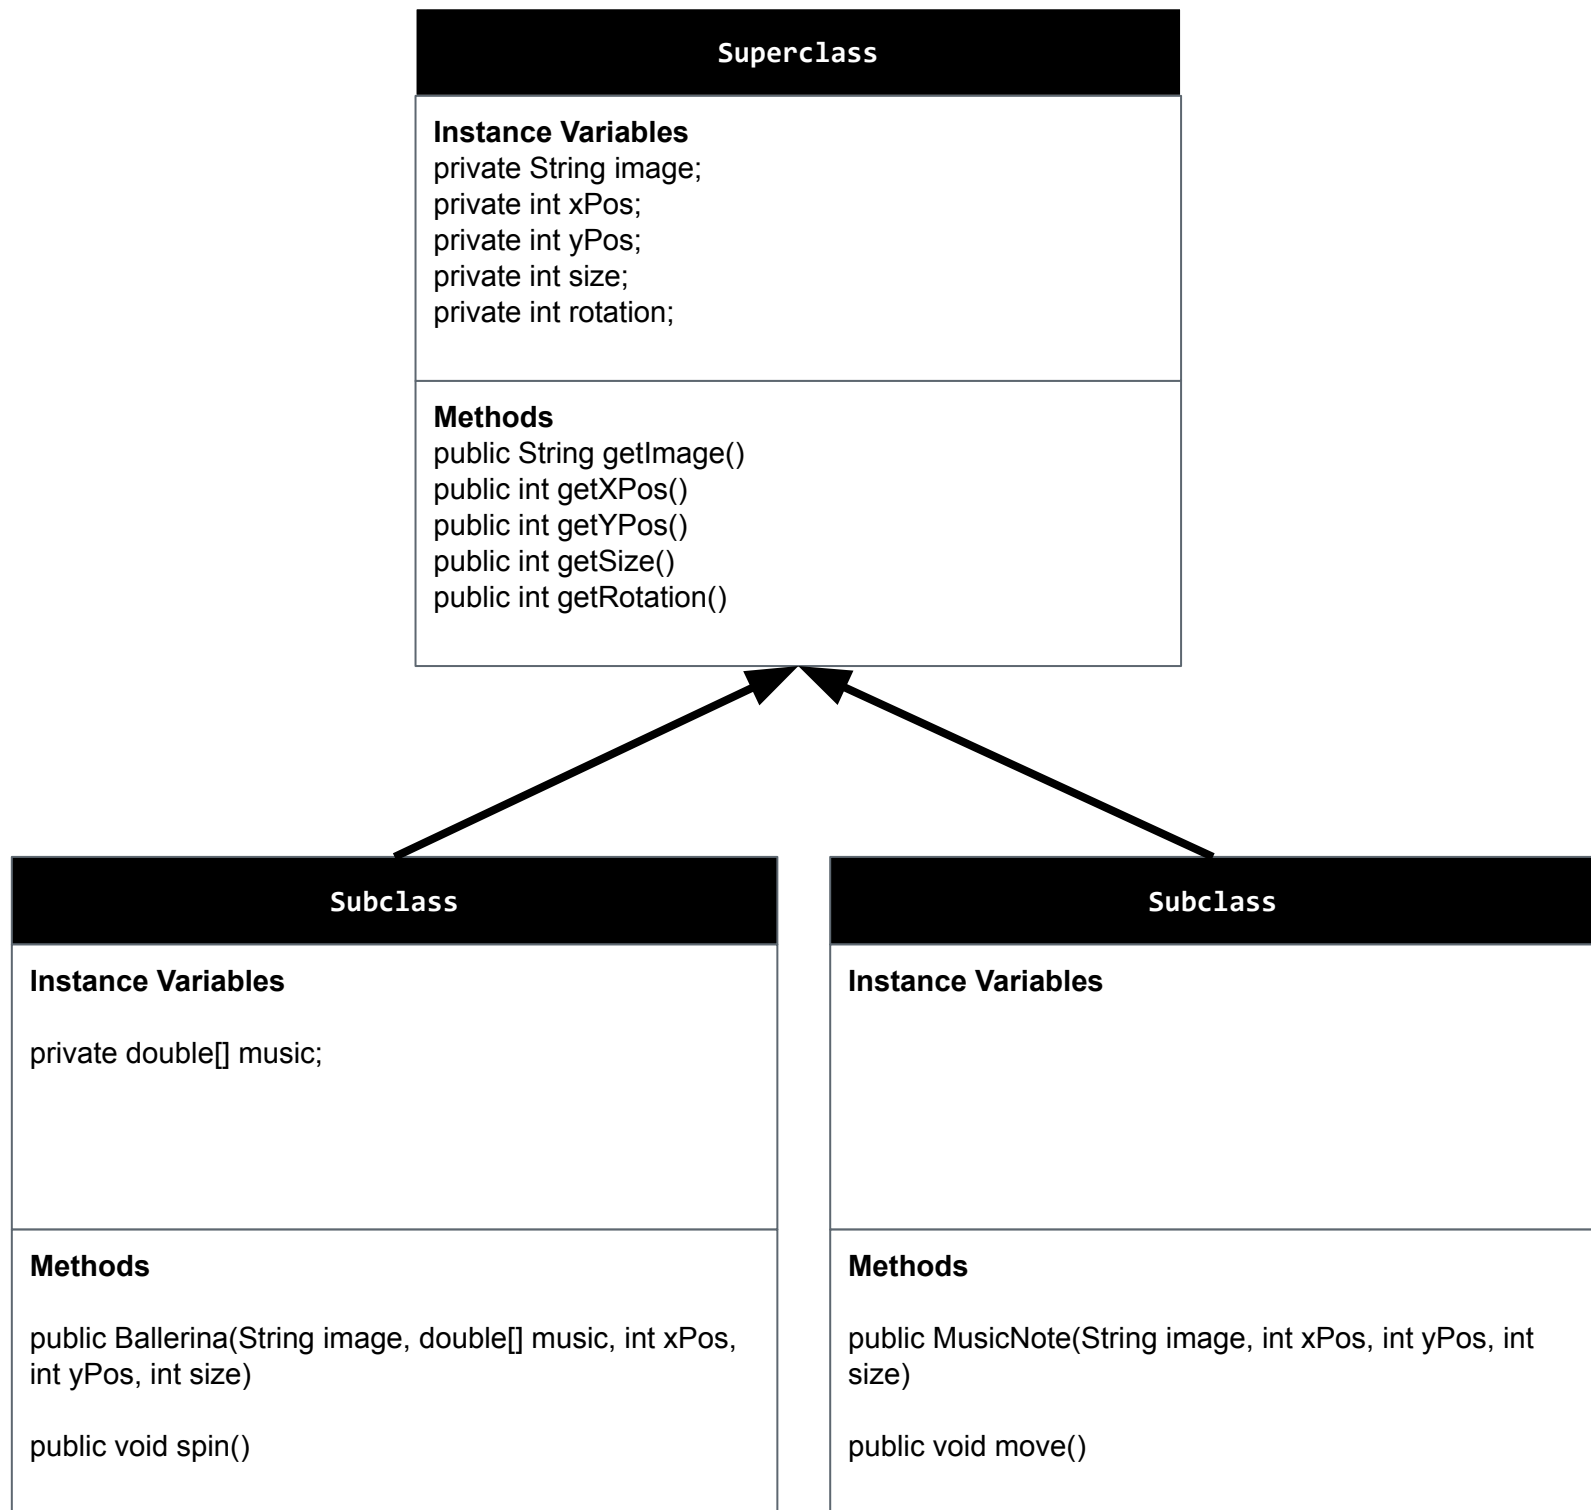 Superclass
Instance Variables
private String image;
private int xPos;
private int yPos;
private int size;
private int rotation;
Methods
public String getImage()
public int getXPos()
public int getYPos()
public int getSize()
public int getRotation()
Subclass
Instance Variables
private double[] music;
Methods
public Ballerina(String image, double[] music, int xPos,
int yPos, int size)
public void spin()
Subclass
Instance Variables
Methods
public MusicNote(String image, int xPos, int yPos, int
size)
public void move()